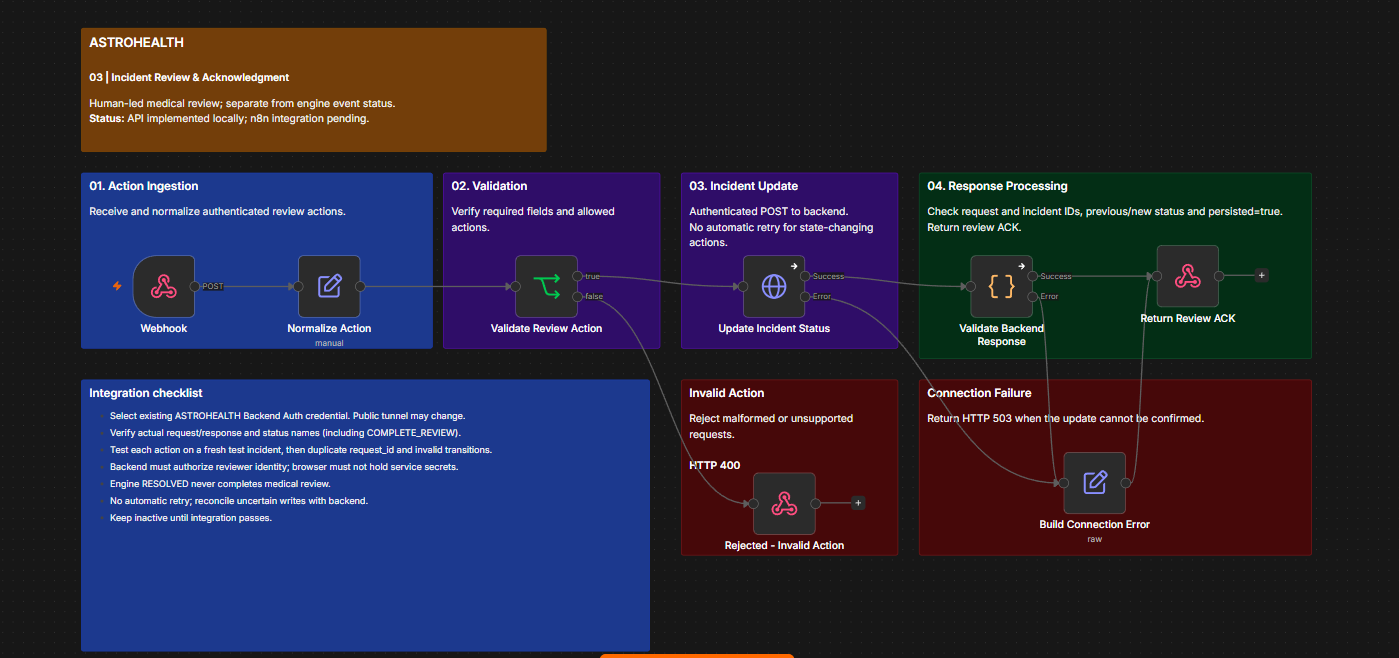 ASTROHEALTH
03 | Incident Review & Acknowledgment
Human-led medical review; separate from engine event status.
Status: API implemented locally; n8n integration pending.
01. Action Ingestion
Receive and normalize authenticated review actions.
POST
Webhook
Normalize Action
manual
02. Validation
Verify required fields and allowed
actions.
true
false
Validate Review Action
03. Incident Update
Authenticated POST to backend.
No automatic retry for state-changing
actions.
Success
Error
Update Incident Status
04. Response Processing
Check request and incident IDs, previous/new status and persisted=true.
Return review ACK.
Success
Error
Validate Backend
Response
Return Review ACK
Integration checklist
Select existing ASTROHEALTH Backend Auth credential. Public tunnel may change.
Verify actual request/response and status names (including COMPLETE_REVIEW).
Test each action on a fresh test incident, then duplicate request_id and invalid transitions.
Backend must authorize reviewer identity; browser must not hold service secrets.
Engine RESOLVED never completes medical review.
No automatic retry; reconcile uncertain writes with backend.
Keep inactive until integration passes.
Invalid Action
Reject malformed or unsupported
requests.
HTTP 400
Rejected - Invalid Action
Connection Failure
Return HTTP 503 when the update cannot be confirmed.
Build Connection Error
raw